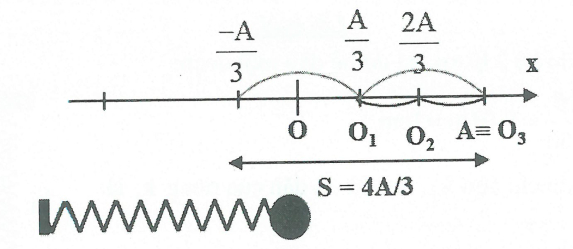 -A/3 A/3 2A/3
x
O O₁ O₂ A≡O₃
S = 4A/3